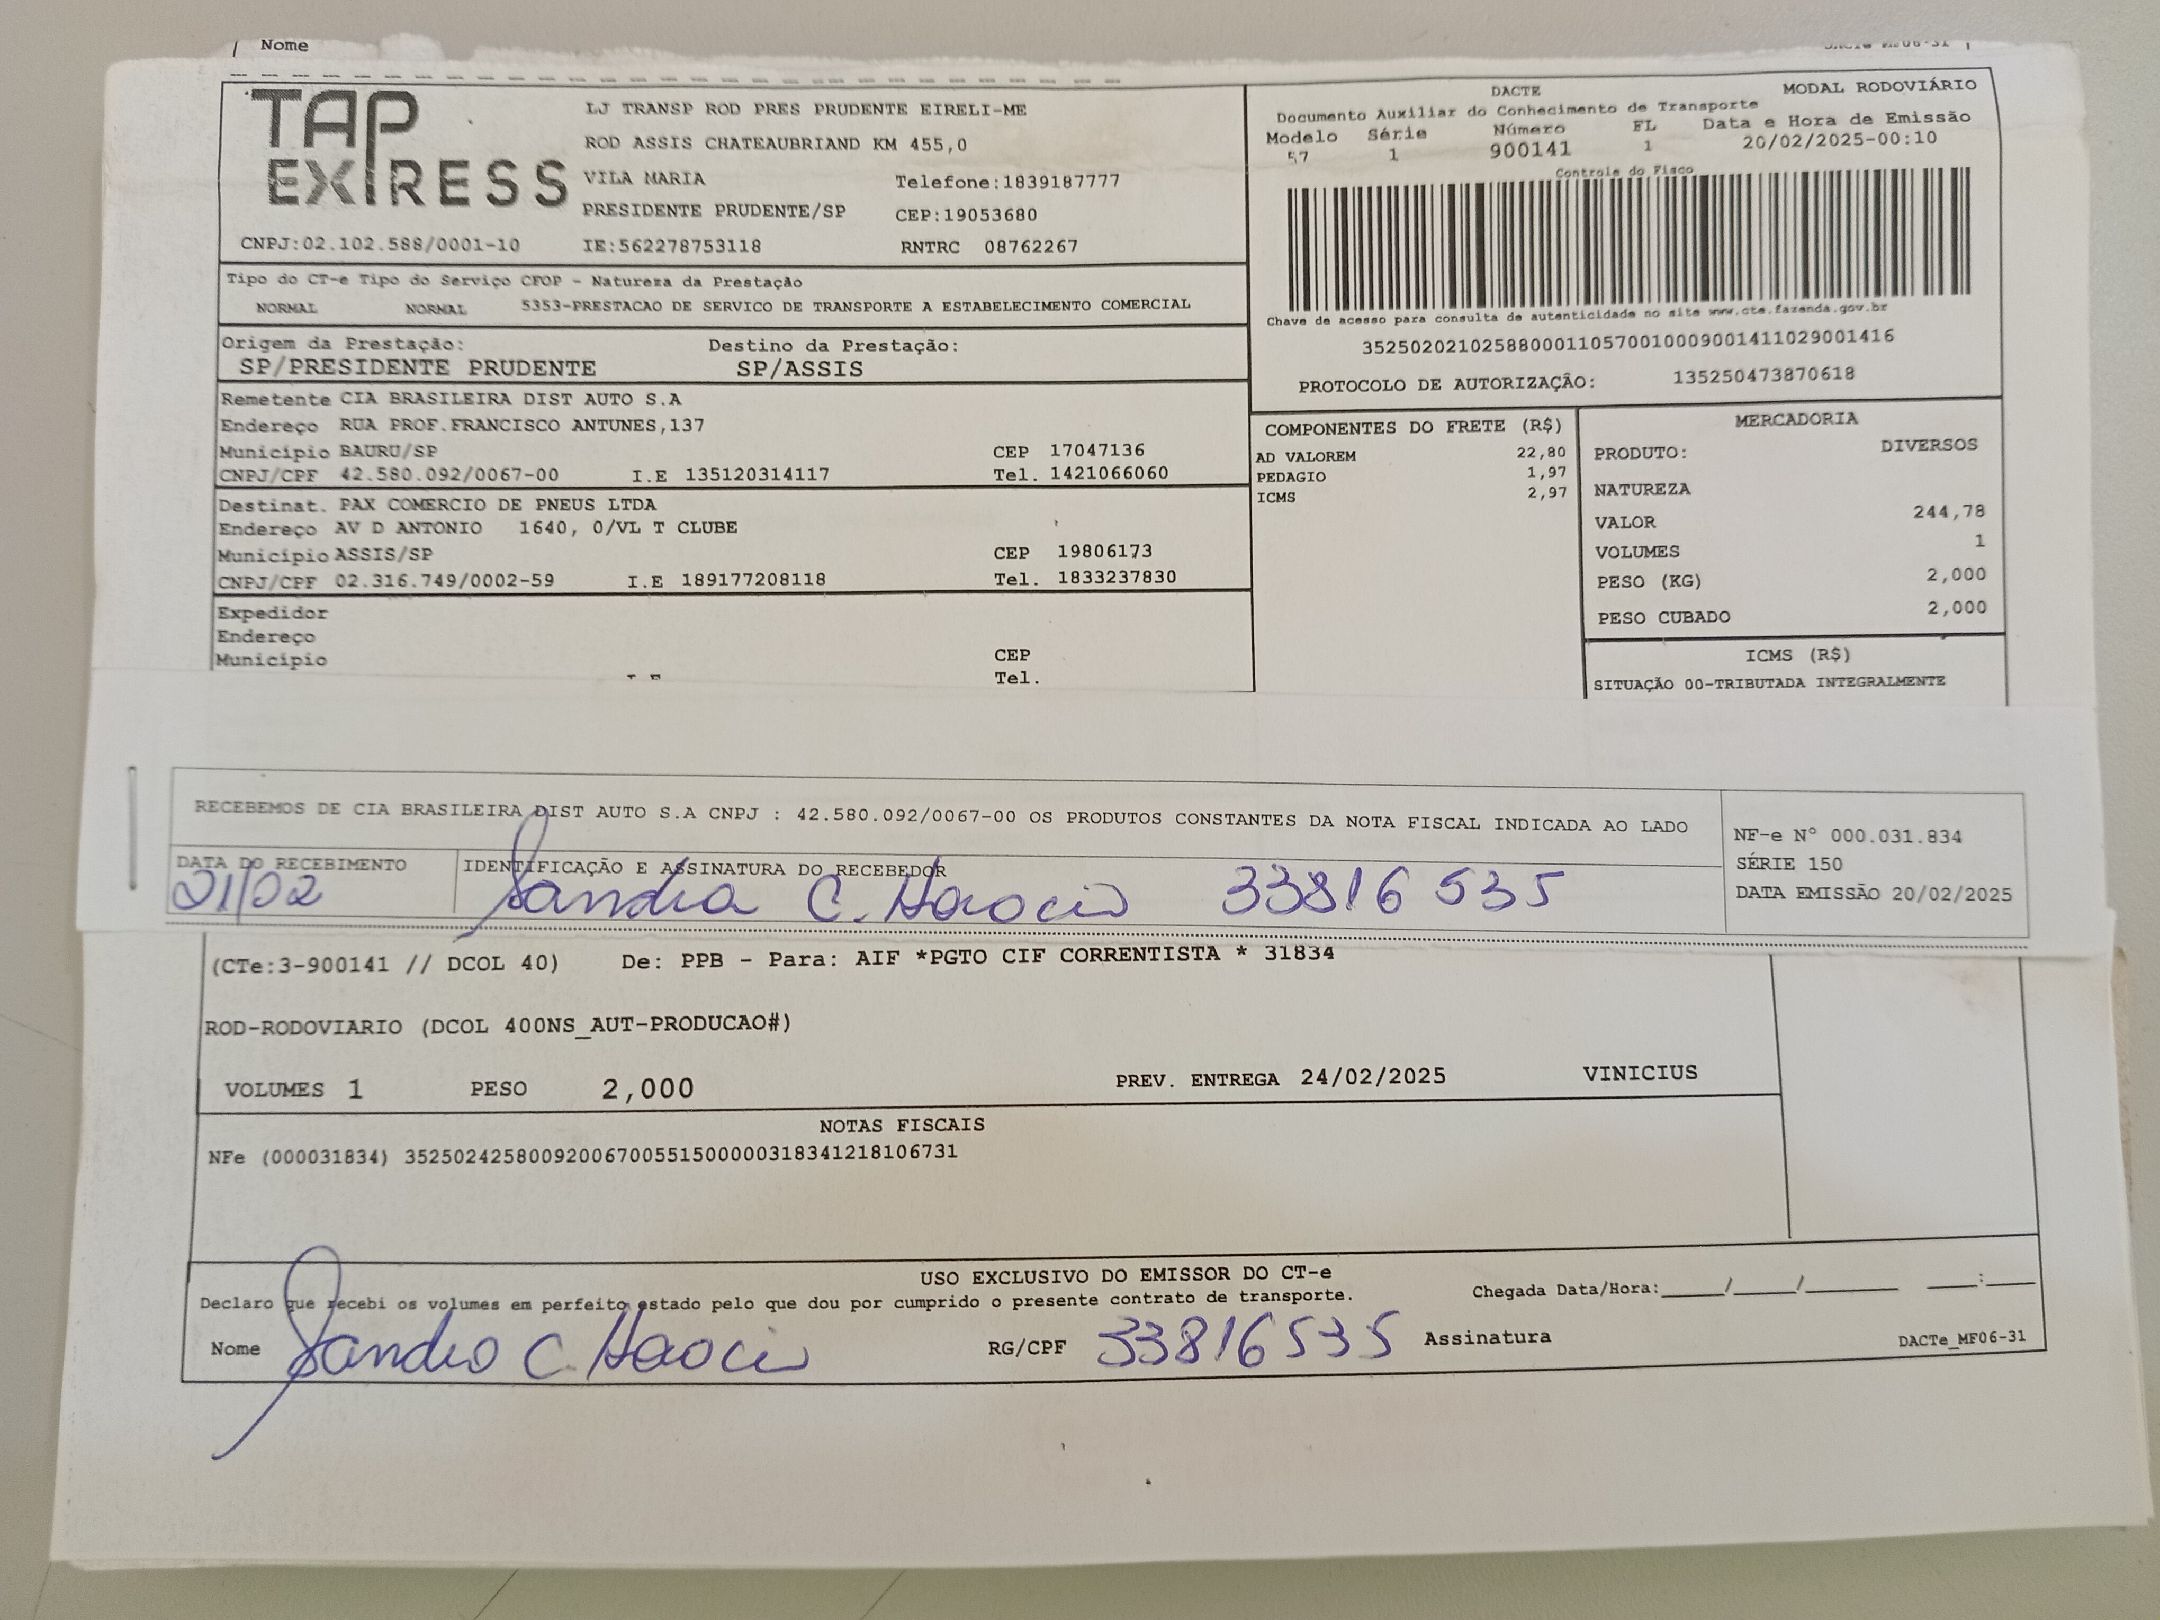 Nome
TAP EXPRESS
LJ TRANSP ROD PRES PRUDENTE EIRELI-ME
ROD ASSIS CHATEAUBRIAND KM 455,0
VILA MARIA Telefone:1839187777
PRESIDENTE PRUDENTE/SP CEP:19053680
CNPJ:02.102.588/0001-10 IE:562278753118 RNTRC 08762267
DACTE MODAL RODOVIÁRIO
Documento Auxiliar do Conhecimento de Transporte
Modelo Série Número FL Data e Hora de Emissão
57 1 900141 1 20/02/2025-00:10
Controle do Fisco
Chave de acesso para consulta de autenticidade no site www.cte.fazenda.gov.br
35250202102588000110570010009001411029001416
PROTOCOLO DE AUTORIZAÇÃO: 135250473870618
Tipo do CT-e Tipo do Serviço CFOP - Natureza da Prestação
NORMAL NORMAL 5353-PRESTACAO DE SERVICO DE TRANSPORTE A ESTABELECIMENTO COMERCIAL
Origem da Prestação: Destino da Prestação:
SP/PRESIDENTE PRUDENTE SP/ASSIS
Remetente CIA BRASILEIRA DIST AUTO S.A
Endereço RUA PROF.FRANCISCO ANTUNES,137
Município BAURU/SP CEP 17047136
CNPJ/CPF 42.580.092/0067-00 I.E 135120314117 Tel. 1421066060
Destinat. PAX COMERCIO DE PNEUS LTDA
Endereço AV D ANTONIO 1640, 0/VL T CLUBE
Município ASSIS/SP CEP 19806173
CNPJ/CPF 02.316.749/0002-59 I.E 189177208118 Tel. 1833237830
Expedidor
Endereço
Município CEP
Tel.
COMPONENTES DO FRETE (R$)
AD VALOREM 22,80
PEDAGIO 1,97
ICMS 2,97
MERCADORIA
PRODUTO: DIVERSOS
NATUREZA
VALOR 244,78
VOLUMES 1
PESO (KG) 2,000
PESO CUBADO 2,000
ICMS (R$)
SITUAÇÃO 00-TRIBUTADA INTEGRALMENTE
RECEBEMOS DE CIA BRASILEIRA DIST AUTO S.A CNPJ : 42.580.092/0067-00 OS PRODUTOS CONSTANTES DA NOTA FISCAL INDICADA AO LADO
NF-e N° 000.031.834
SÉRIE 150
DATA EMISSÃO 20/02/2025
DATA DO RECEBIMENTO IDENTIFICAÇÃO E ASSINATURA DO RECEBEDOR
21/02 Sandra C. 33816535
(CTe:3-900141 // DCOL 40) De: PPB - Para: AIF *PGTO CIF CORRENTISTA * 31834
ROD-RODOVIARIO (DCOL 400NS_AUT-PRODUCAO#)
VOLUMES 1 PESO 2,000 PREV. ENTREGA 24/02/2025 VINICIUS
NOTAS FISCAIS
NFe (000031834) 35250242580092006700551500000318341218106731
USO EXCLUSIVO DO EMISSOR DO CT-e
Declaro que recebi os volumes em perfeito estado pelo que dou por cumprido o presente contrato de transporte. Chegada Data/Hora:____/____/______ ___:___
Nome Sandra C. RG/CPF 33816535 Assinatura DACTe_MF06-31